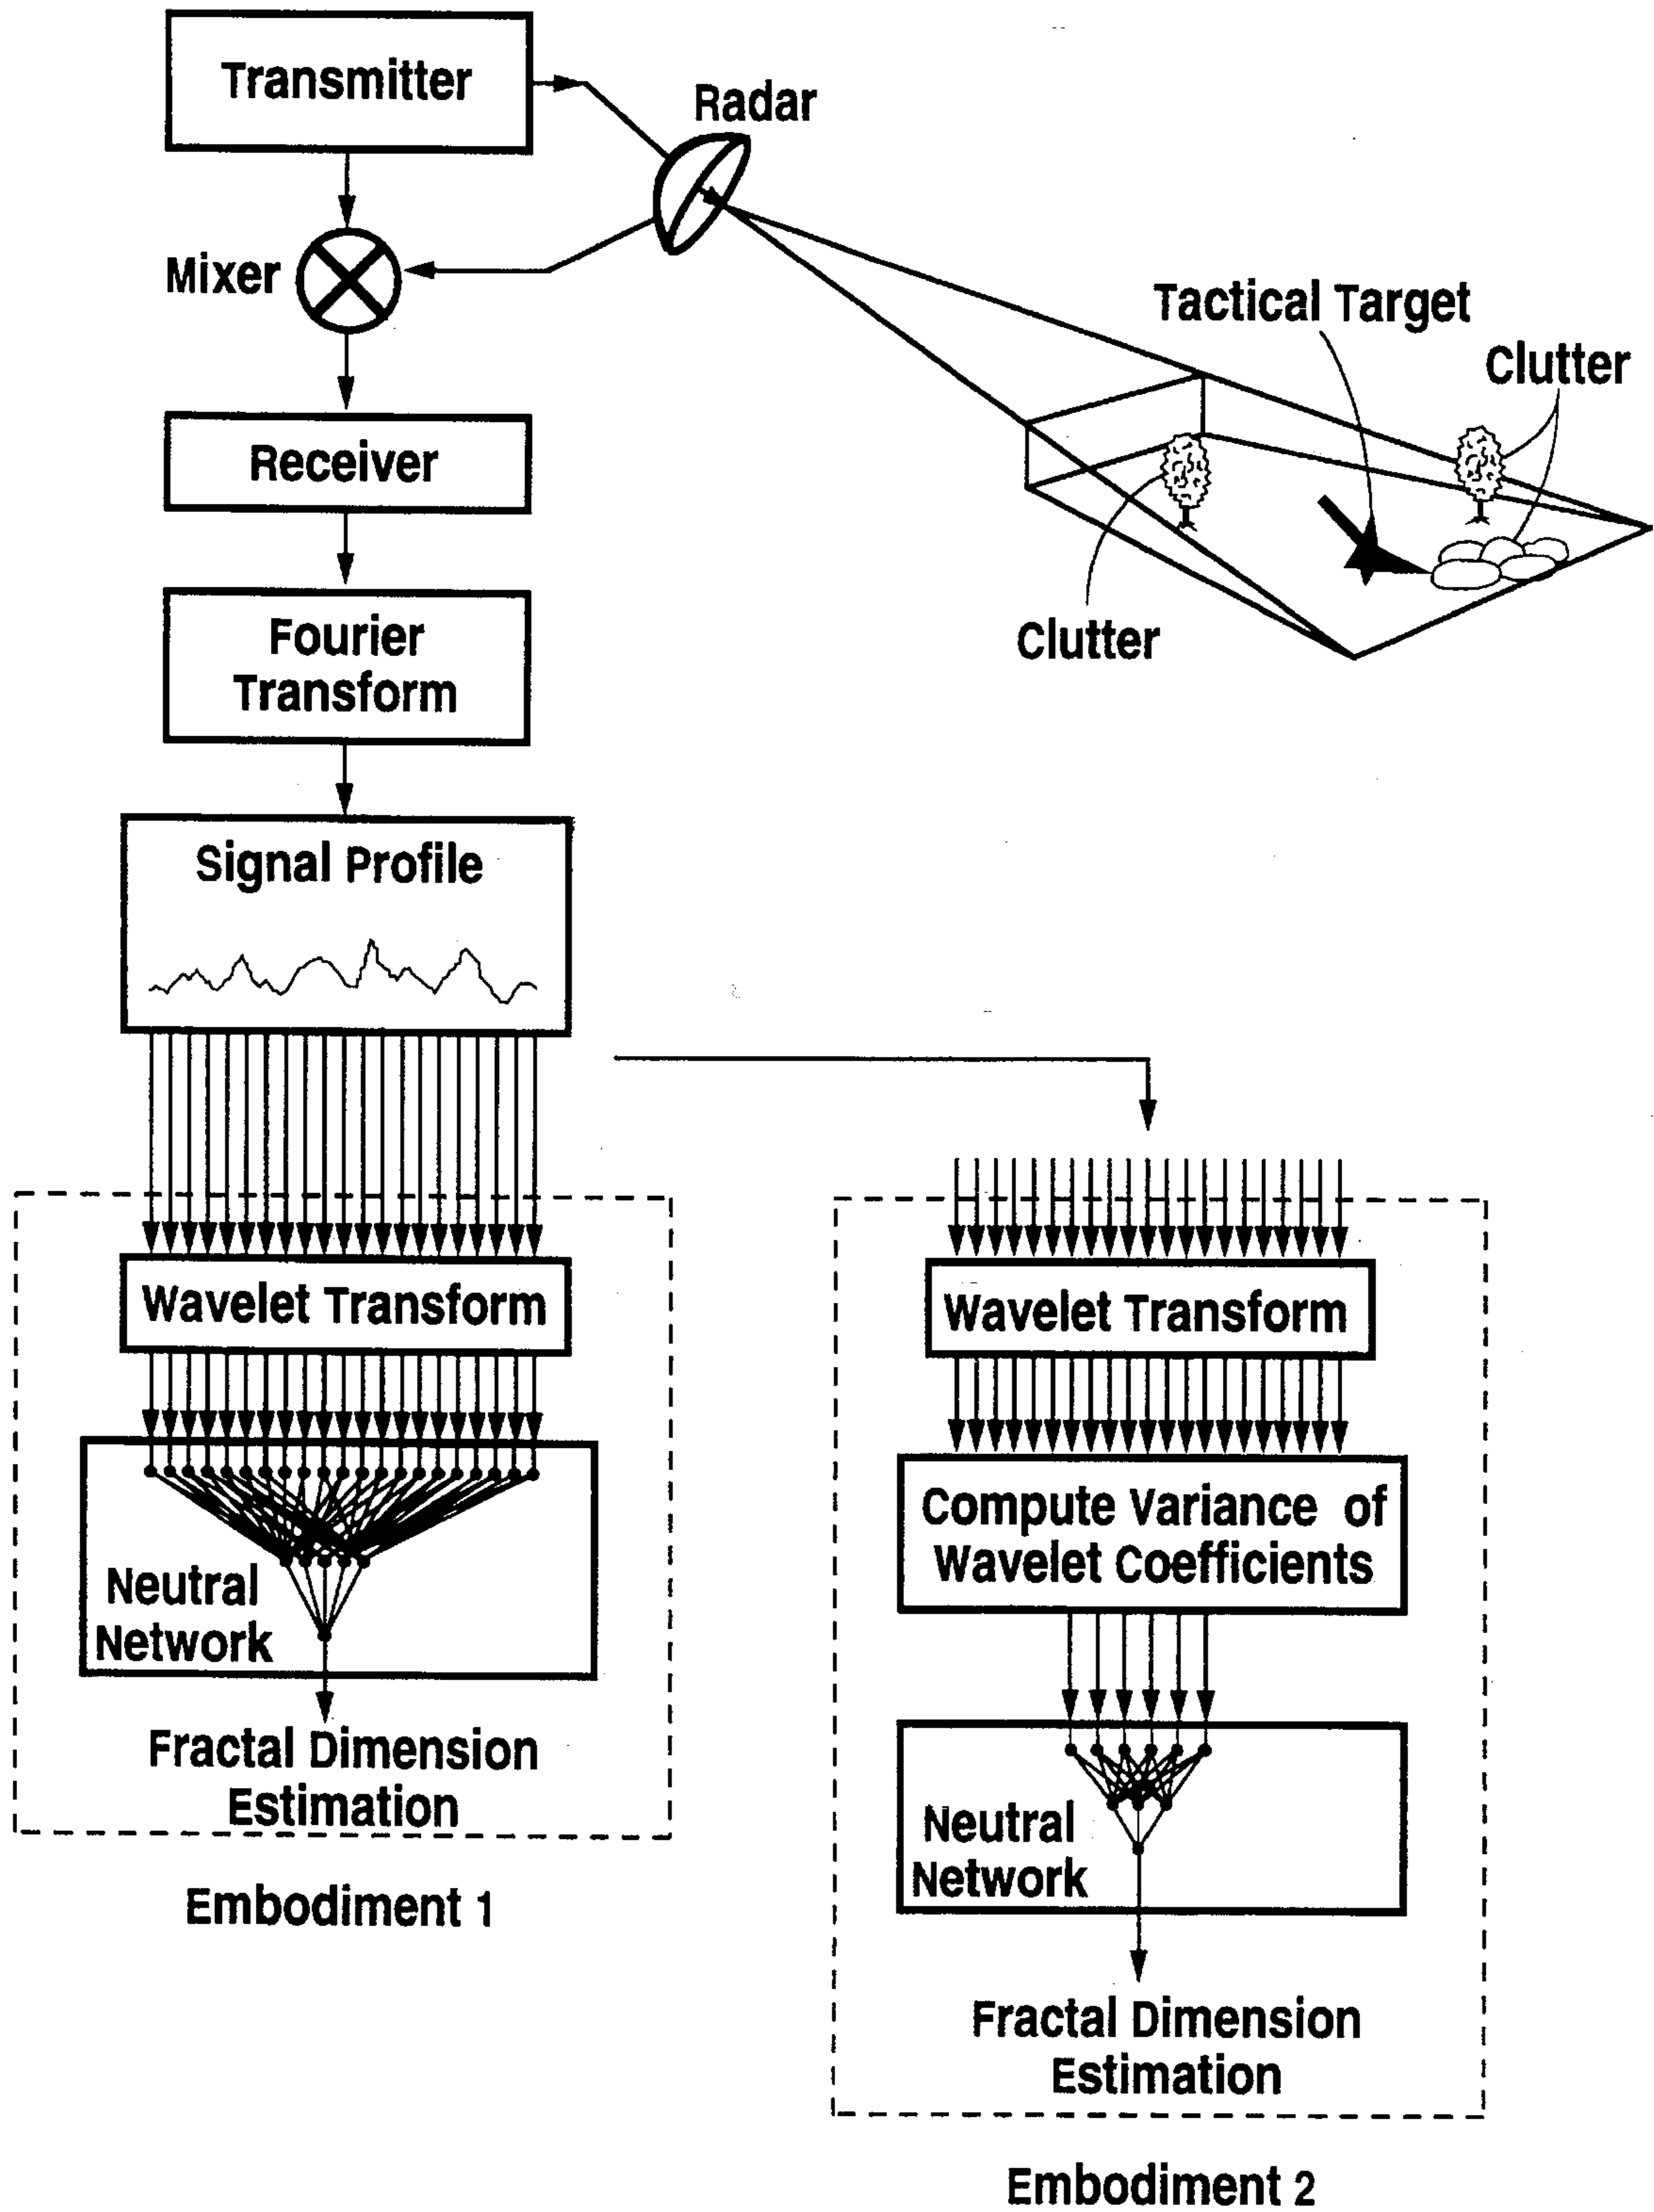 Transmitter
Radar
Mixer
Tactical Target
Clutter
Receiver
Fourier
Transform
Clutter
Signal Profile
Wavelet Transform
Wavelet Transform
Compute Variance of
Wavelet Coefficients
Neutral
Network
Fractal Dimension
Estimation
Neutral
Network
Embodiment 1
Fractal Dimension
Estimation
Embodiment 2